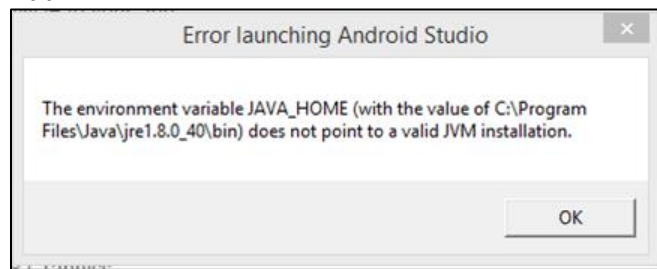 Error launching Android Studio
The environment variable JAVA_HOME (with the value of C:\Program
Files\Java\jre1.8.0_40\bin) does not point to a valid JVM installation.
OK